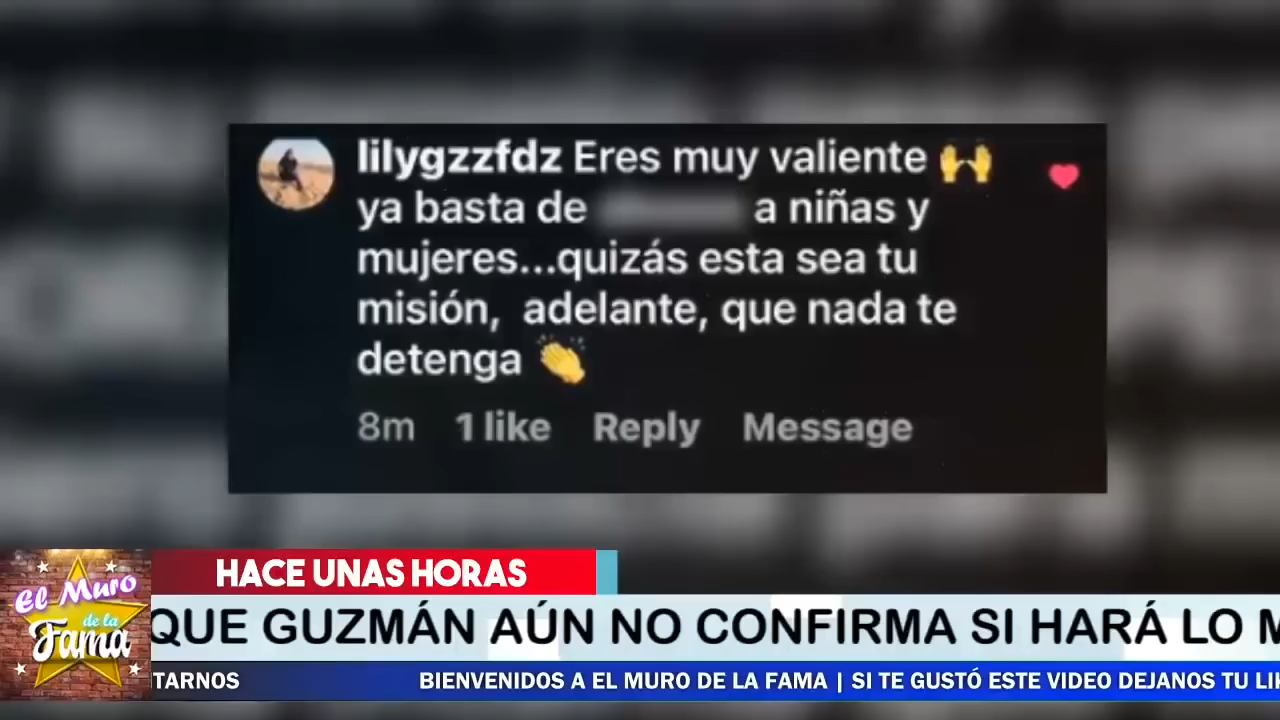 lilygzzfdz Eres muy valiente 🙌
ya basta de a niñas y
mujeres...quizás esta sea tu
misión, adelante, que nada te
detenga 👏
8m 1 like Reply Message
HACE UNAS HORAS
El Muro
de la
Fama
QUE GUZMÁN AÚN NO CONFIRMA SI HARÁ LO
TARNOS BIENVENIDOS A EL MURO DE LA FAMA | SI TE GUSTÓ ESTE VIDEO DEJANOS TU